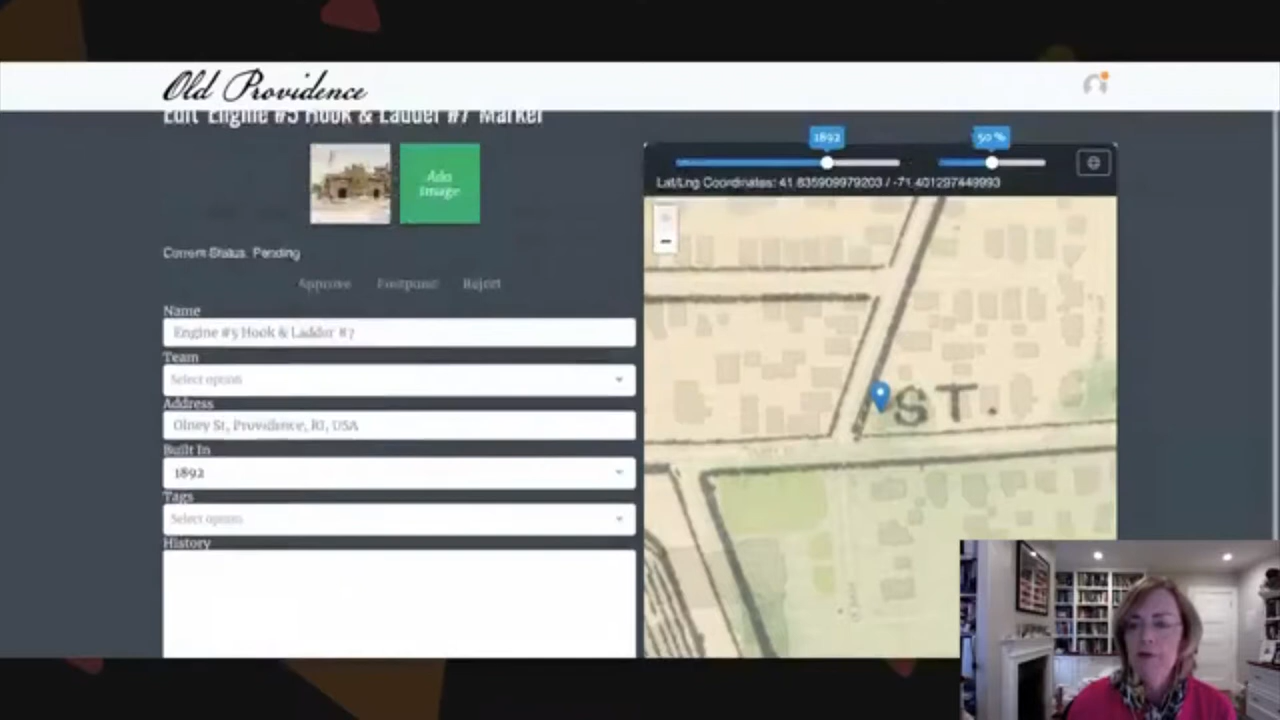 Old Providence
Edit 'Engine #5 Hook & Ladder #7' Marker
Add
Image
Current Status: Pending
Approve Postpone Reject
Name
Engine #5 Hook & Ladder #7
Team
Select option
Address
Olney St, Providence, RI, USA
Built In
1892
Tags
Select option
History
1892
50 %
Lat/Lng Coordinates: 41.835909979203 / -71.401297449993
ST.